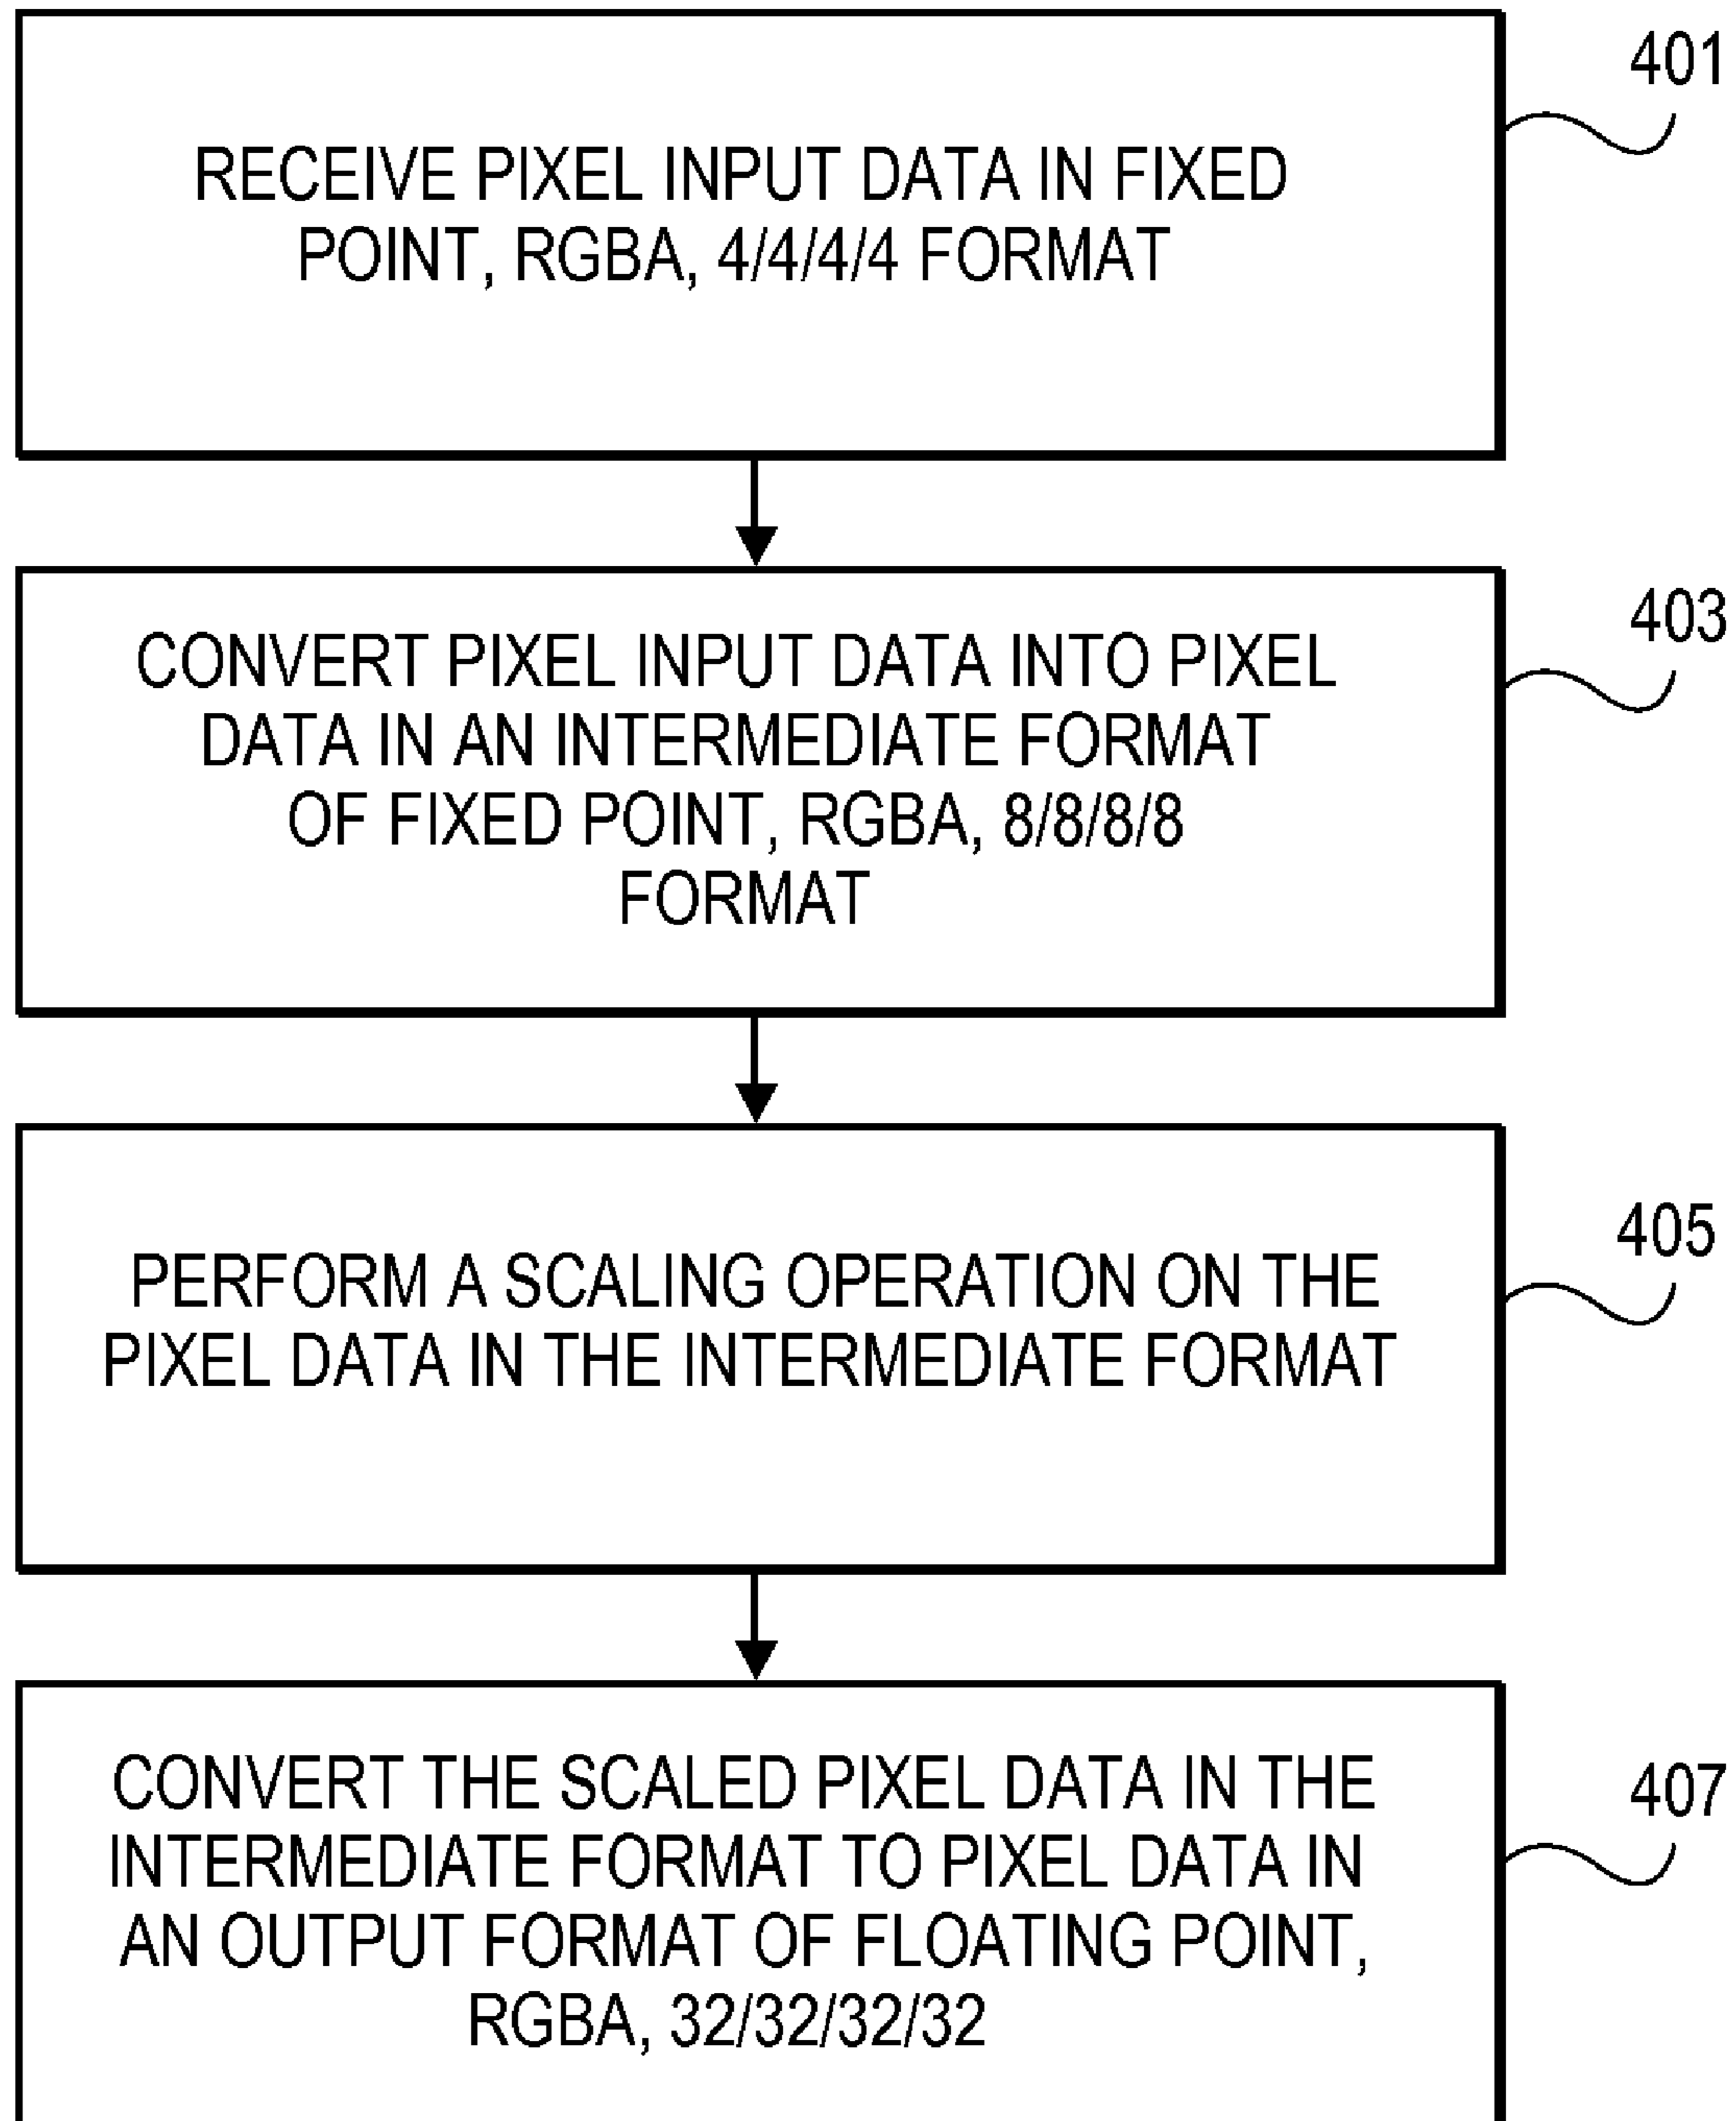 401
RECEIVE PIXEL INPUT DATA IN FIXED
POINT, RGBA, 4/4/4/4 FORMAT
403
CONVERT PIXEL INPUT DATA INTO PIXEL
DATA IN AN INTERMEDIATE FORMAT
OF FIXED POINT, RGBA, 8/8/8/8
FORMAT
405
PERFORM A SCALING OPERATION ON THE
PIXEL DATA IN THE INTERMEDIATE FORMAT
407
CONVERT THE SCALED PIXEL DATA IN THE
INTERMEDIATE FORMAT TO PIXEL DATA IN
AN OUTPUT FORMAT OF FLOATING POINT,
RGBA, 32/32/32/32